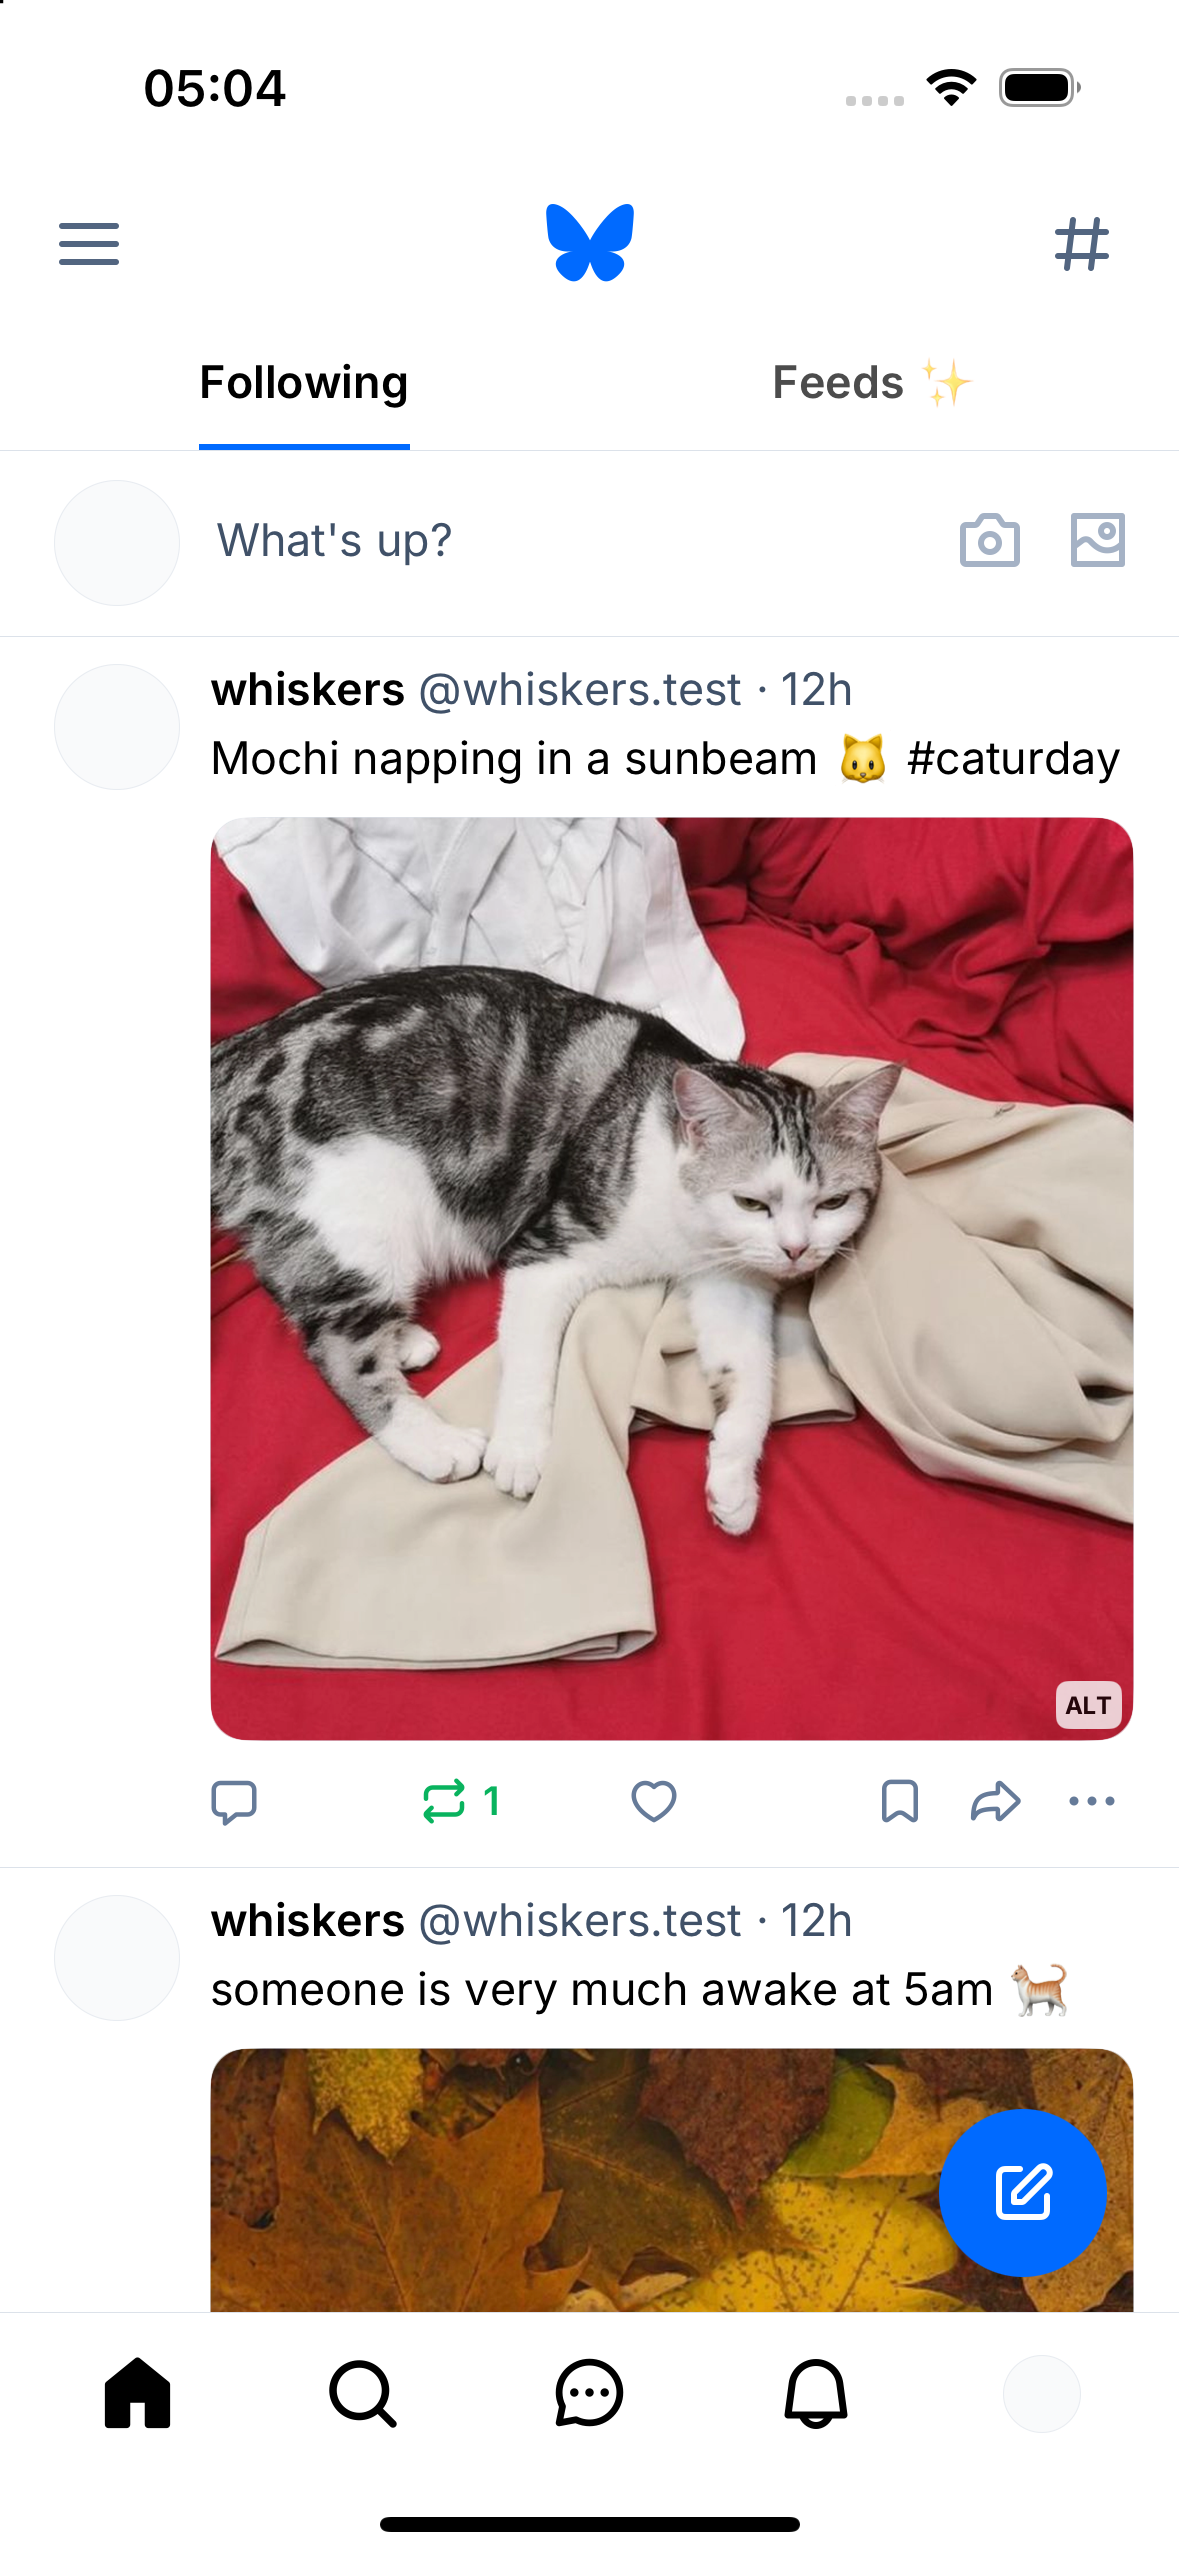 05:04
Following
Feeds ✨
What's up?
whiskers @whiskers.test · 12h
Mochi napping in a sunbeam 🐱 #caturday
ALT
1
whiskers @whiskers.test · 12h
someone is very much awake at 5am 🐈